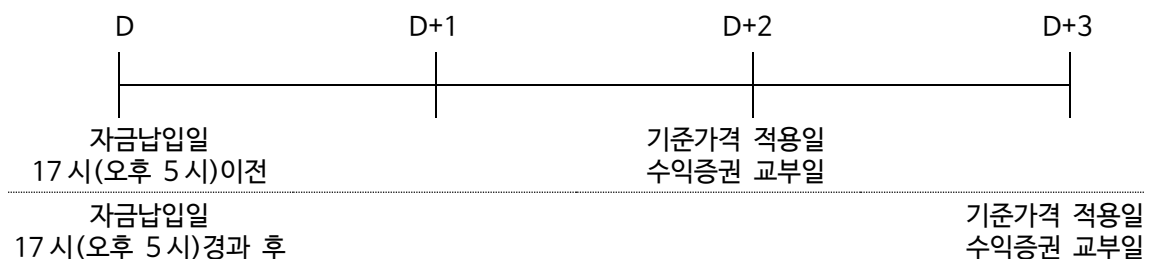 D D+1 D+2 D+3
자금납입일 기준가격 적용일
17시(오후 5시)이전 수익증권 교부일
자금납입일 기준가격 적용일
17시(오후 5시)경과 후 수익증권 교부일